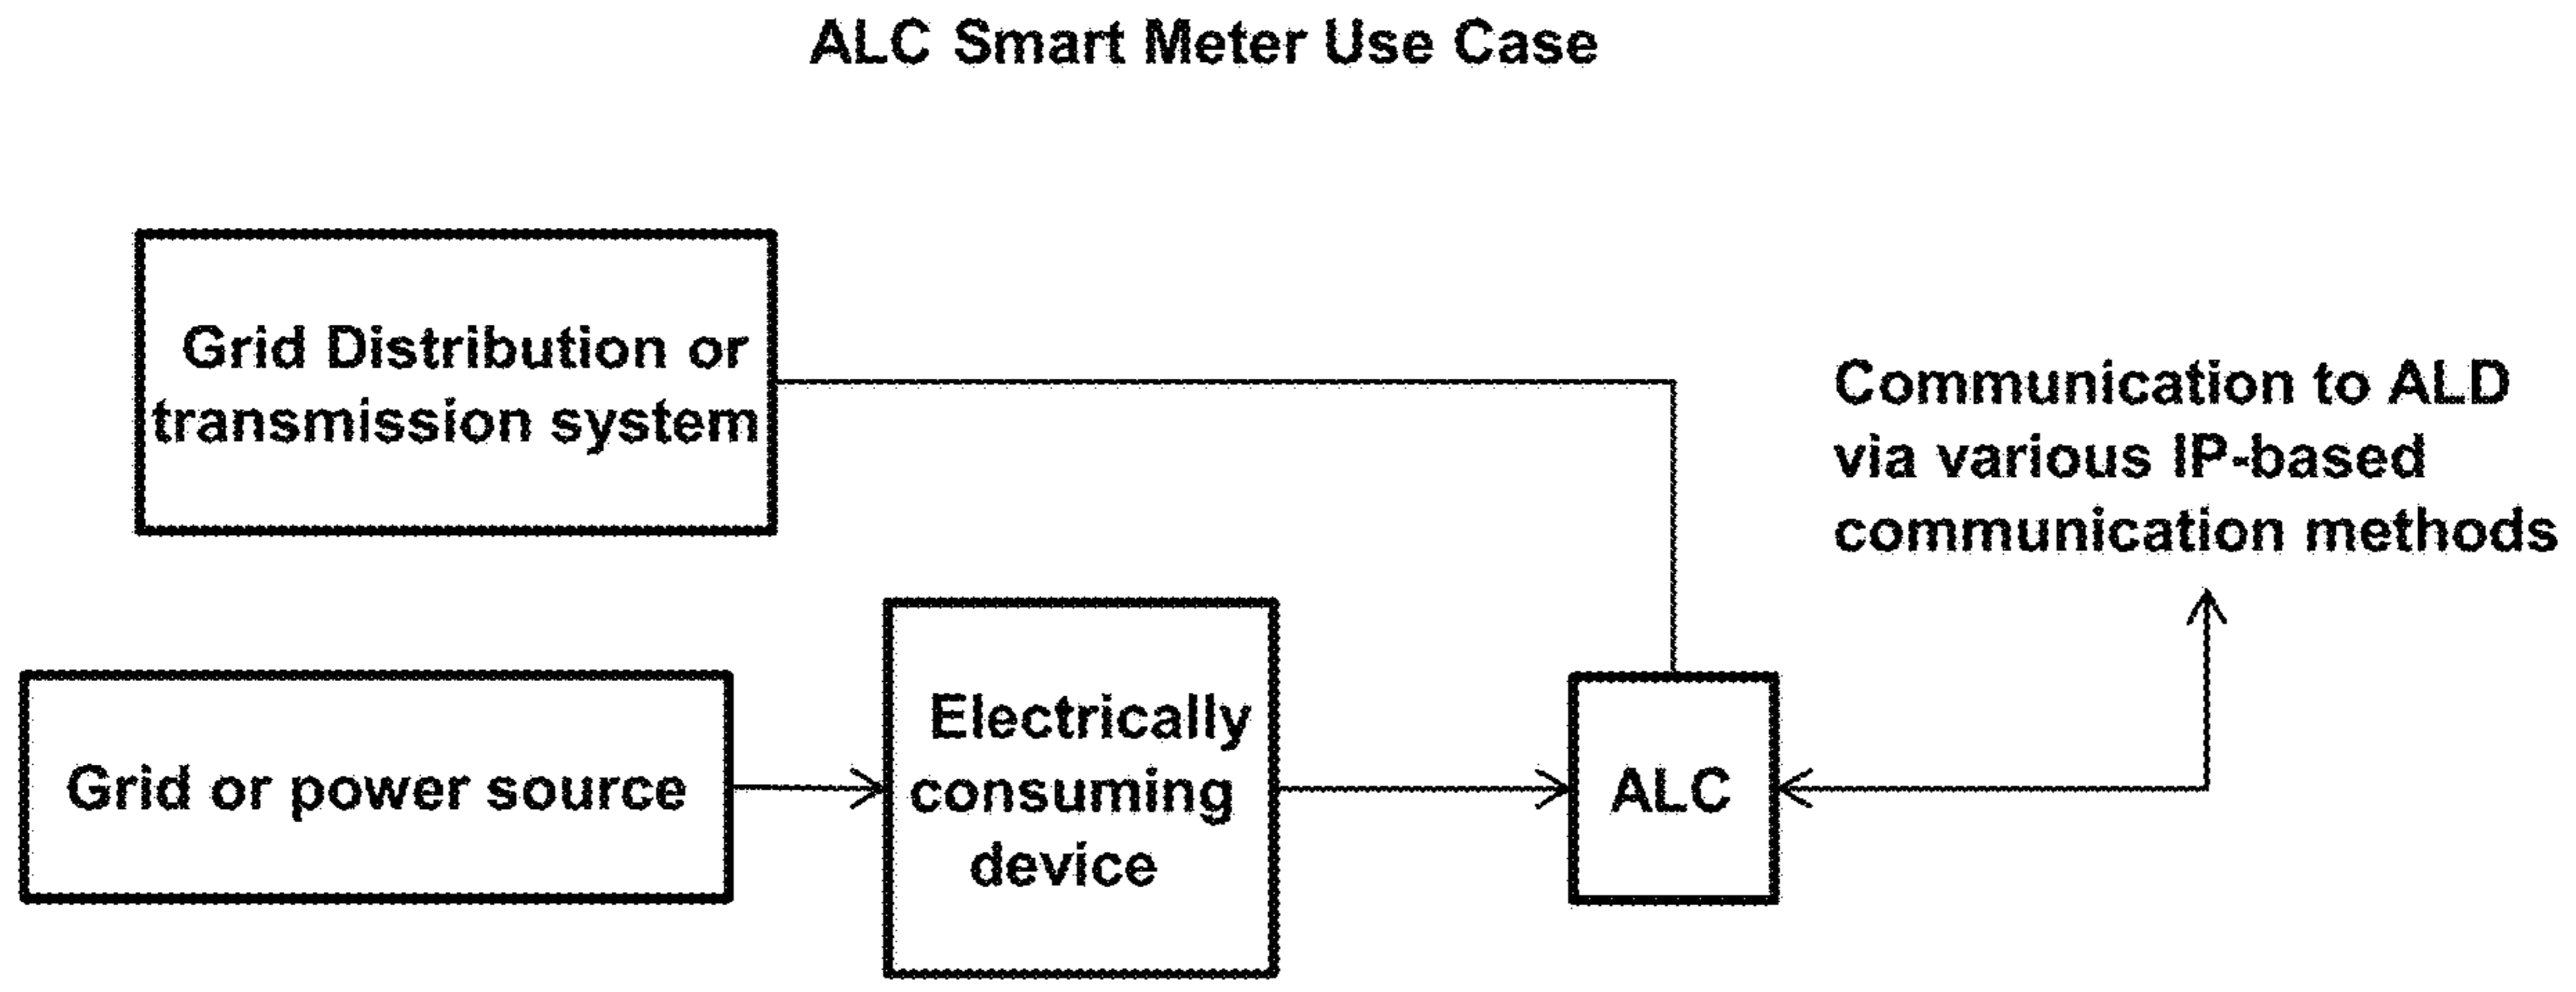 ALC Smart Meter Use Case
Grid Distribution or
transmission system
Communication to ALD
via various IP-based
communication methods
Grid or power source
Electrically
consuming
device
ALC